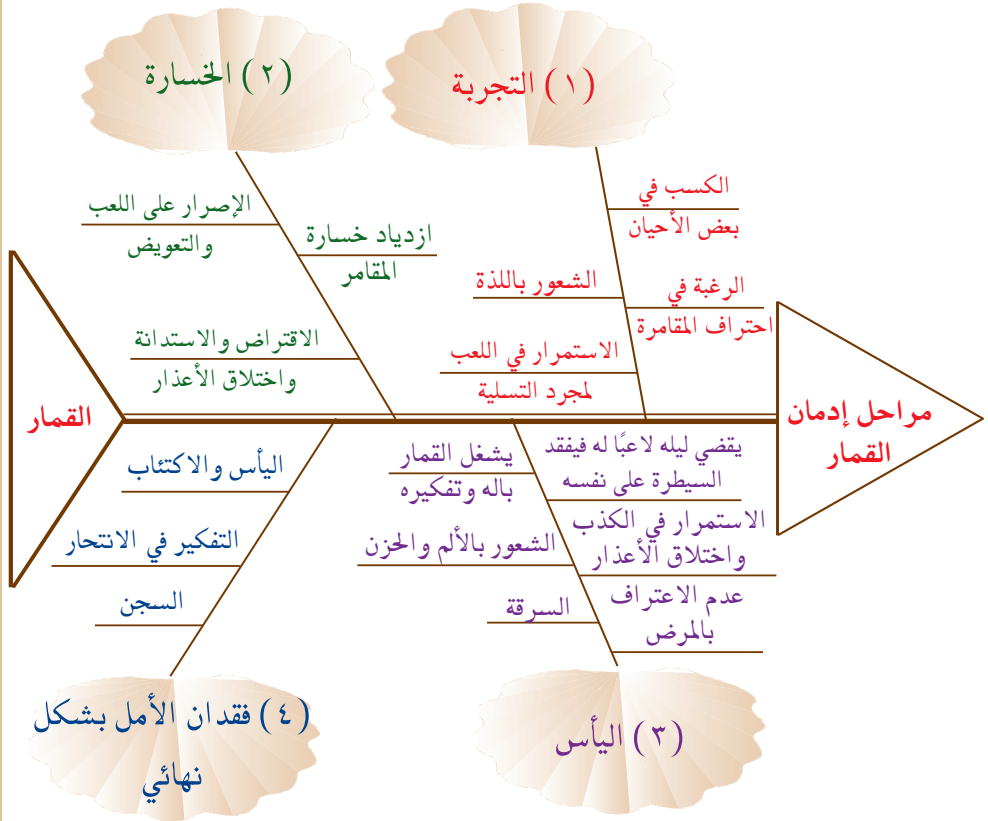 مراحل إدمان
القمار
(١) التجربة
الكسب في
بعض الأحيان
الرغبة في
احتراف المقامرة
الشعور باللذة
الاستمرار في اللعب
لمجرد التسلية
(٢) الخسارة
ازدياد خسارة
المقامر
الإصرار على اللعب
والتعويض
الاقتراض والاستدانة
واختلاق الأعذار
(٣) اليأس
يقضي ليله لاعبًا له فيفقد
السيطرة على نفسه
الاستمرار في الكذب
واختلاق الأعذار
عدم الاعتراف
بالمرض
يشغل القمار
باله وتفكيره
الشعور بالألم والحزن
السرقة
(٤) فقدان الأمل بشكل
نهائي
اليأس والاكتئاب
التفكير في الانتحار
السجن
القمار